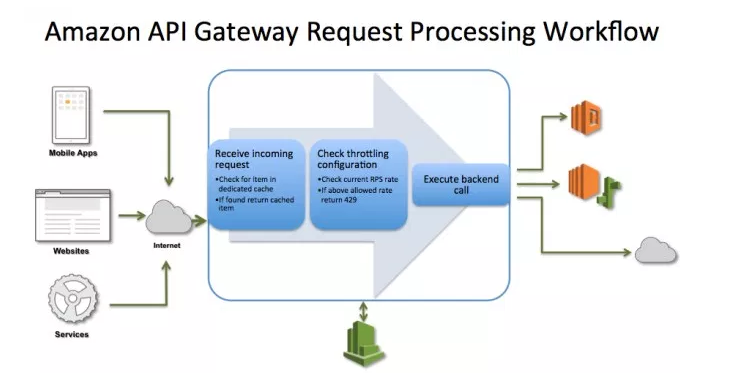 Amazon API Gateway Request Processing Workflow
Mobile Apps
Websites
Services
Internet
Receive incoming
request
•Check for item in
dedicated cache
•If found return cached
item
Check throttling
configuration
•Check current RPS rate
•If above allowed rate
return 429
Execute backend
call